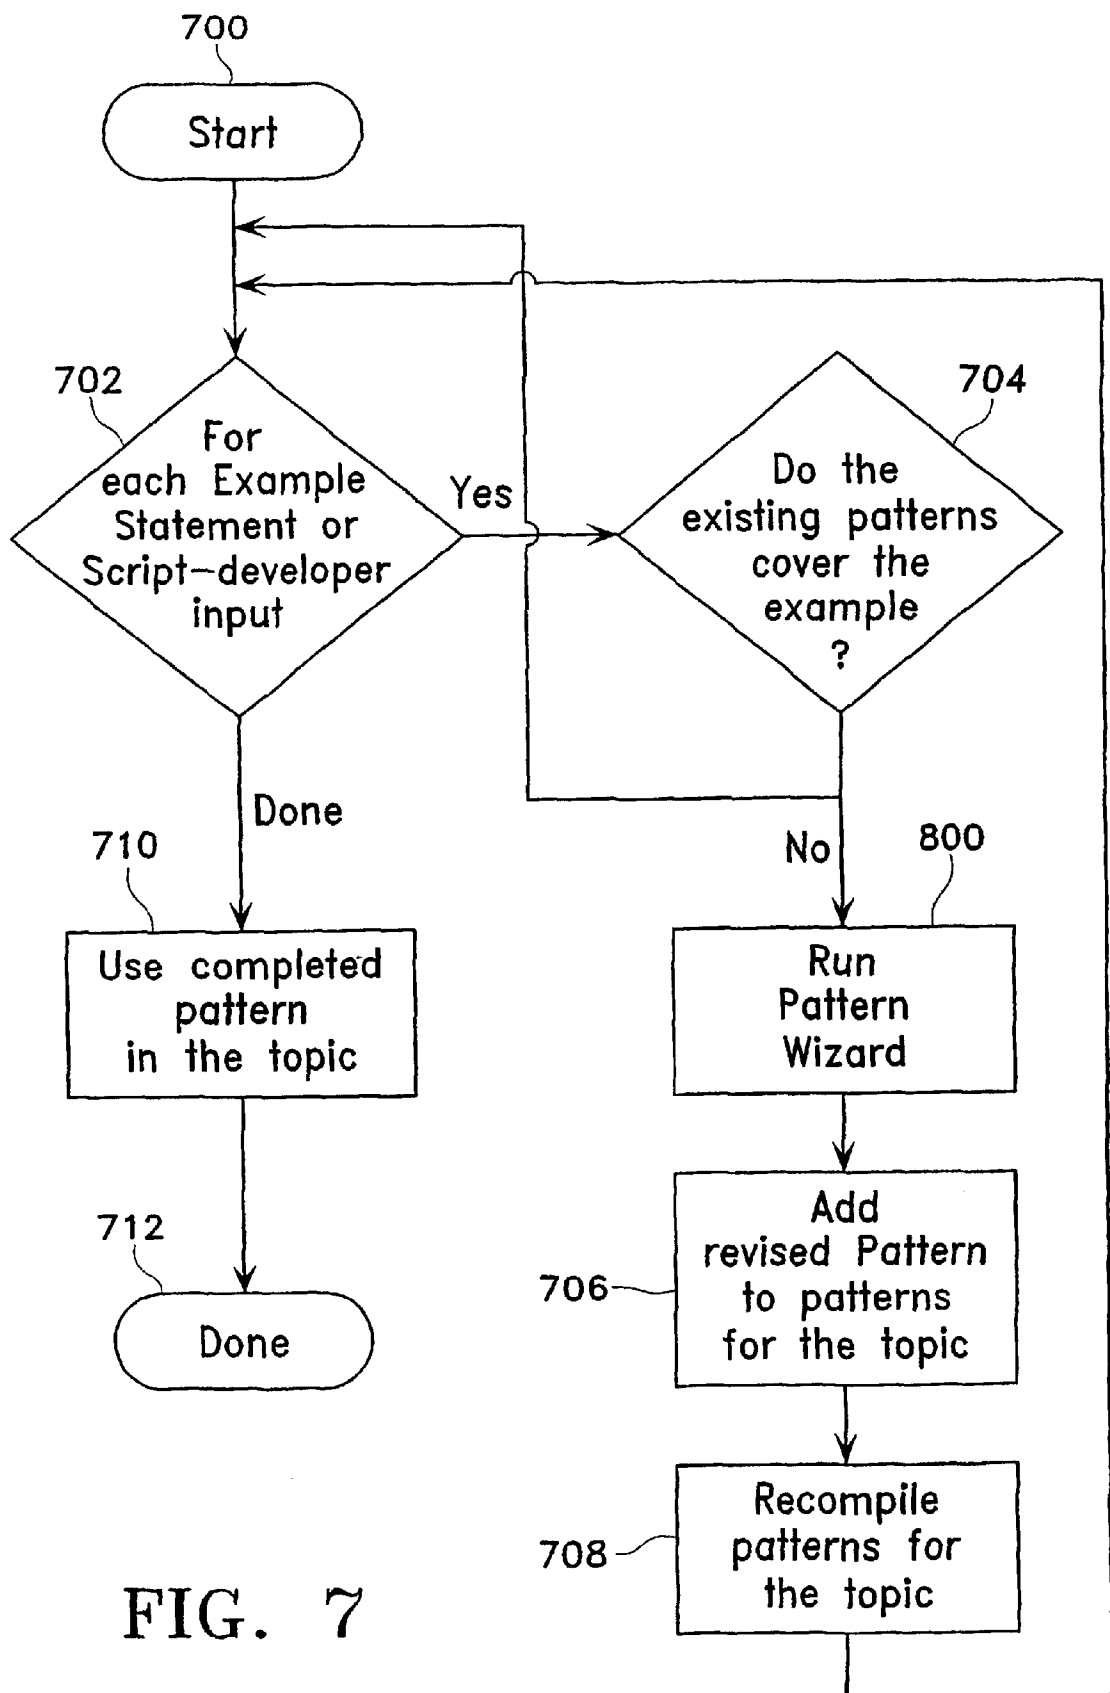 700
Start
702
For
each Example
Statement or
Script-developer
input
Yes
704
Do the
existing patterns
cover the
example
?
Done
No
710
Use completed
pattern
in the topic
800
Run
Pattern
Wizard
712
Done
706
Add
revised Pattern
to patterns
for the topic
708
Recompile
patterns for
the topic
FIG. 7